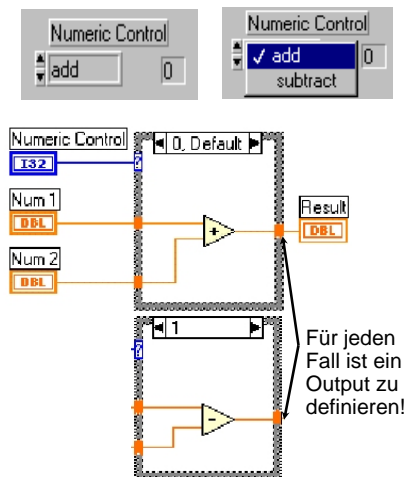 Numeric Control
add 0
Numeric Control
✓ add 0
subtract
Numeric Control
I32
? 0, Default
Num 1
DBL
+
Result
DBL
Num 2
DBL
1
?
-
Für jeden
Fall ist ein
Output zu
definieren!